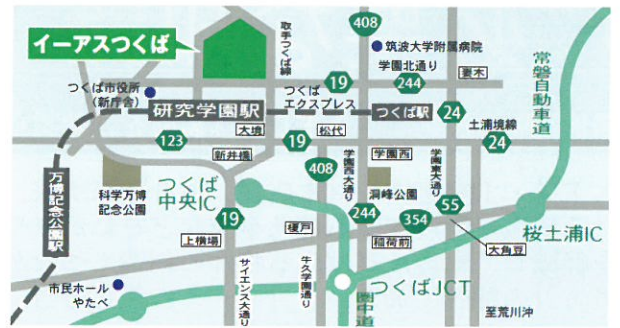 イーアスつくば
取手つくば線
408
筑波大学附属病院
学園北通り
19
244
妻木
常磐自動車道
つくば市役所
(新庁舎)
研究学園駅
つくば
エクスプレス
つくば駅
24
土浦境線
24
123
大境
19
松代
新井橋
408
学園西大通り
学園西
学園東大通り
万博記念公園駅
科学万博
記念公園
つくば
中央IC
洞峰公園
19
244
354
55
桜土浦IC
上横場
榎戸
稲荷前
大角豆
市民ホール
やたべ
サイエンス大通り
牛久学園通り
つくばJCT
圏中道
至荒川沖